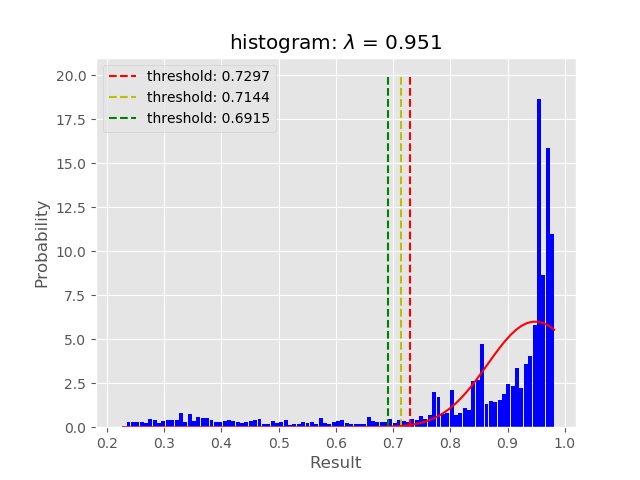 histogram: λ = 0.951
threshold: 0.7297
threshold: 0.7144
threshold: 0.6915
20.0
17.5
15.0
12.5
10.0
7.5
5.0
2.5
0.0
Probability
0.2 0.3 0.4 0.5 0.6 0.7 0.8 0.9 1.0
Result